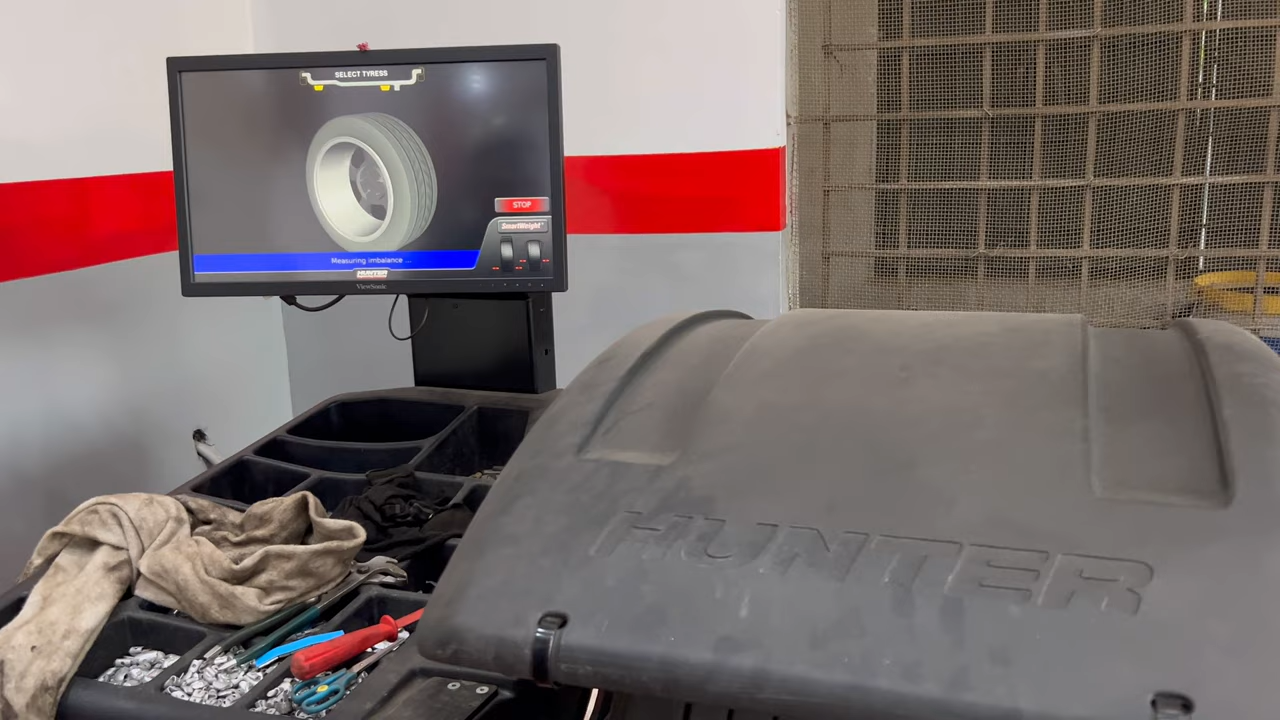 SELECT TYRESS
STOP
SmartWeight
Measuring imbalance ...
HUNTER
ViewSonic
HUNTER